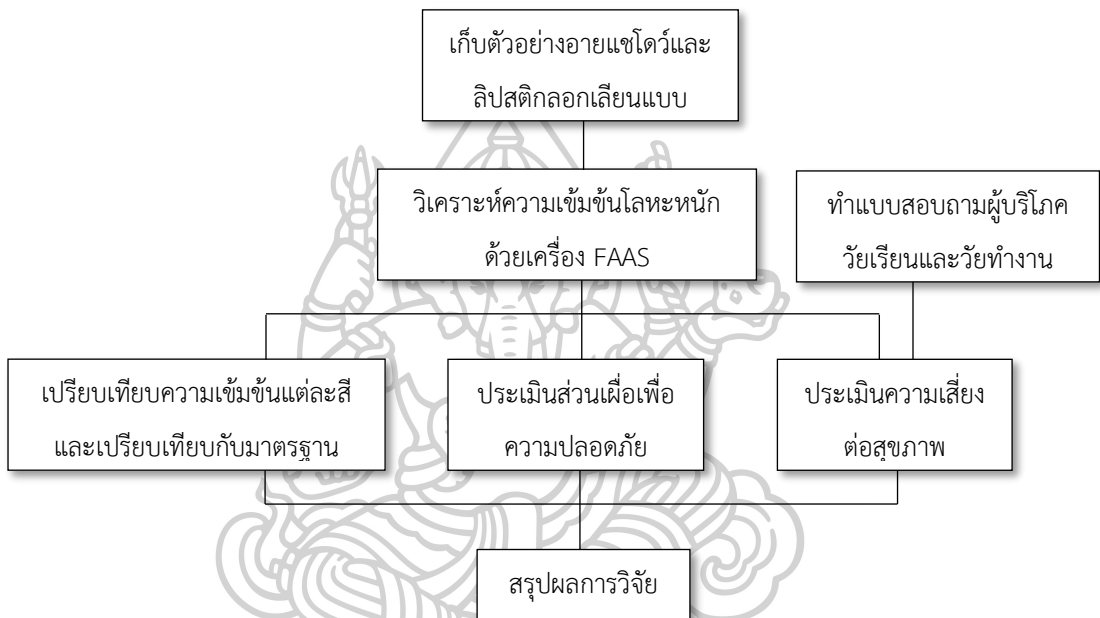 เก็บตัวอย่างอายแชโดว์และ
ลิปสติกลอกเลียนแบบ
วิเคราะห์ความเข้มข้นโลหะหนัก
ด้วยเครื่อง FAAS
ทำแบบสอบถามผู้บริโภค
วัยเรียนและวัยทำงาน
เปรียบเทียบความเข้มข้นแต่ละสี
และเปรียบเทียบกับมาตรฐาน
ประเมินส่วนเผื่อเพื่อ
ความปลอดภัย
ประเมินความเสี่ยง
ต่อสุขภาพ
สรุปผลการวิจัย